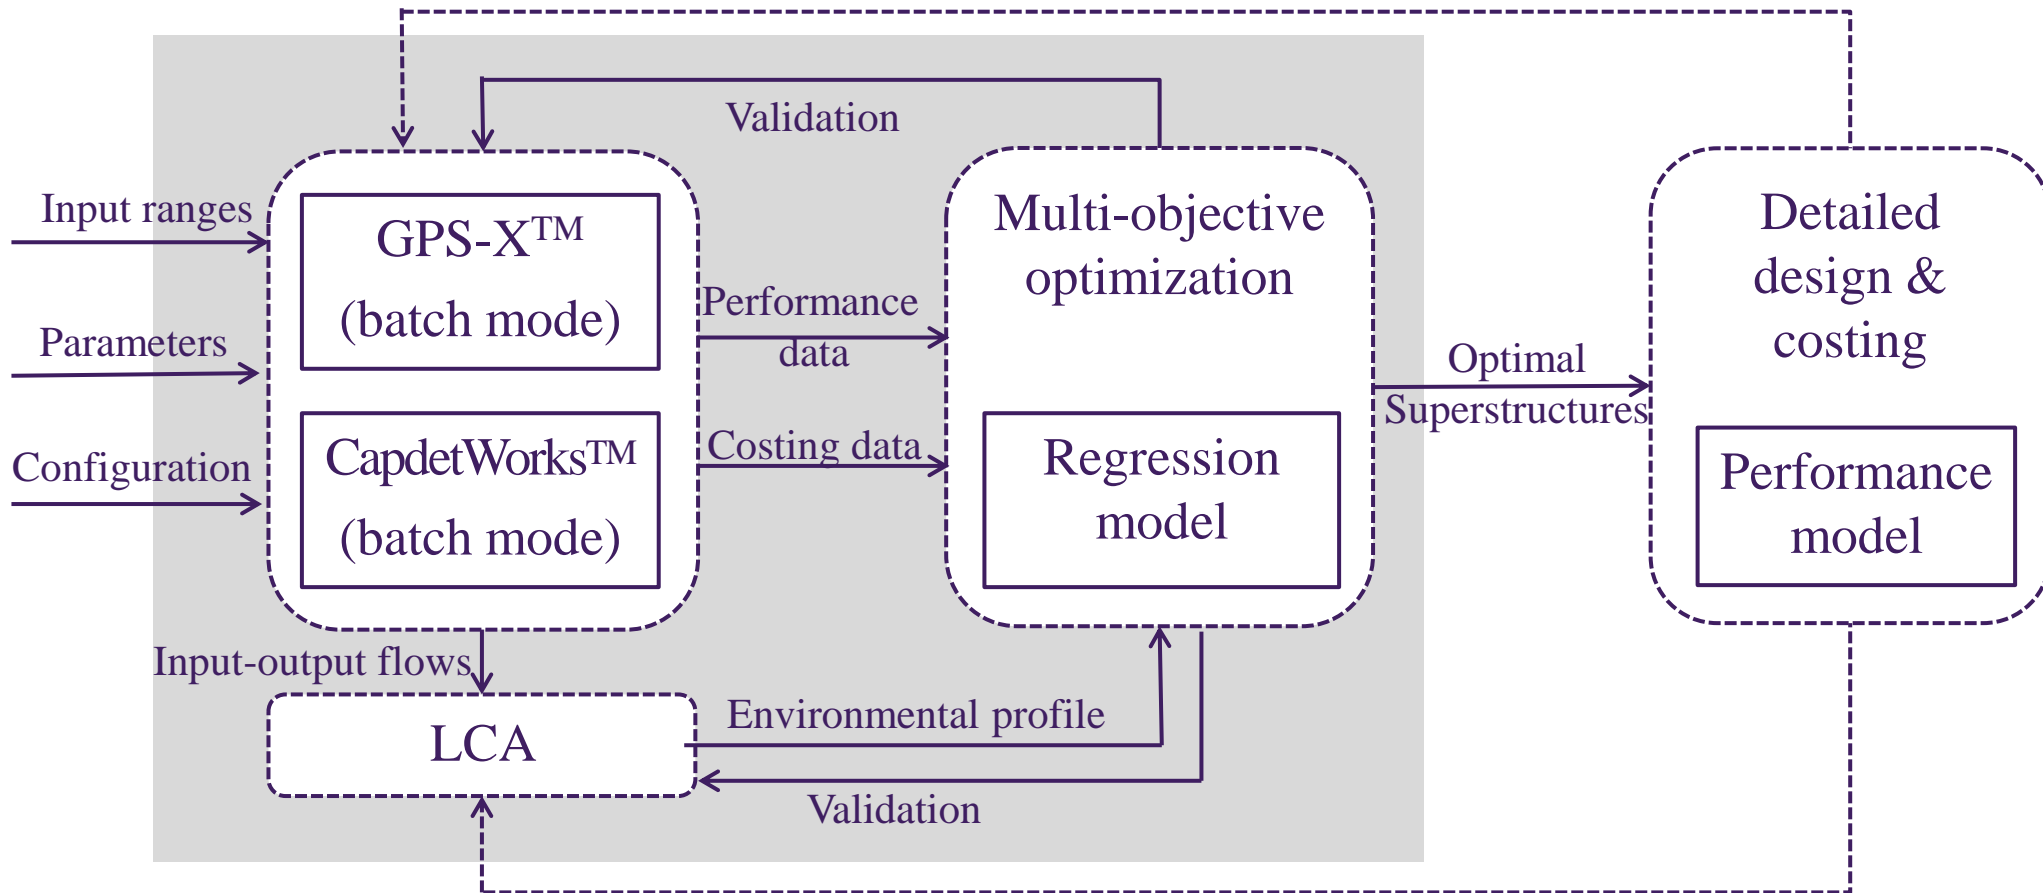 Validation
Input ranges
Parameters
Configuration
GPS-X™
(batch mode)
CapdetWorks™
(batch mode)
Performance
data
Costing data
Multi-objective
optimization
Regression
model
Optimal
Superstructures
Detailed
design &
costing
Performance
model
Input-output flows
LCA
Environmental profile
Validation